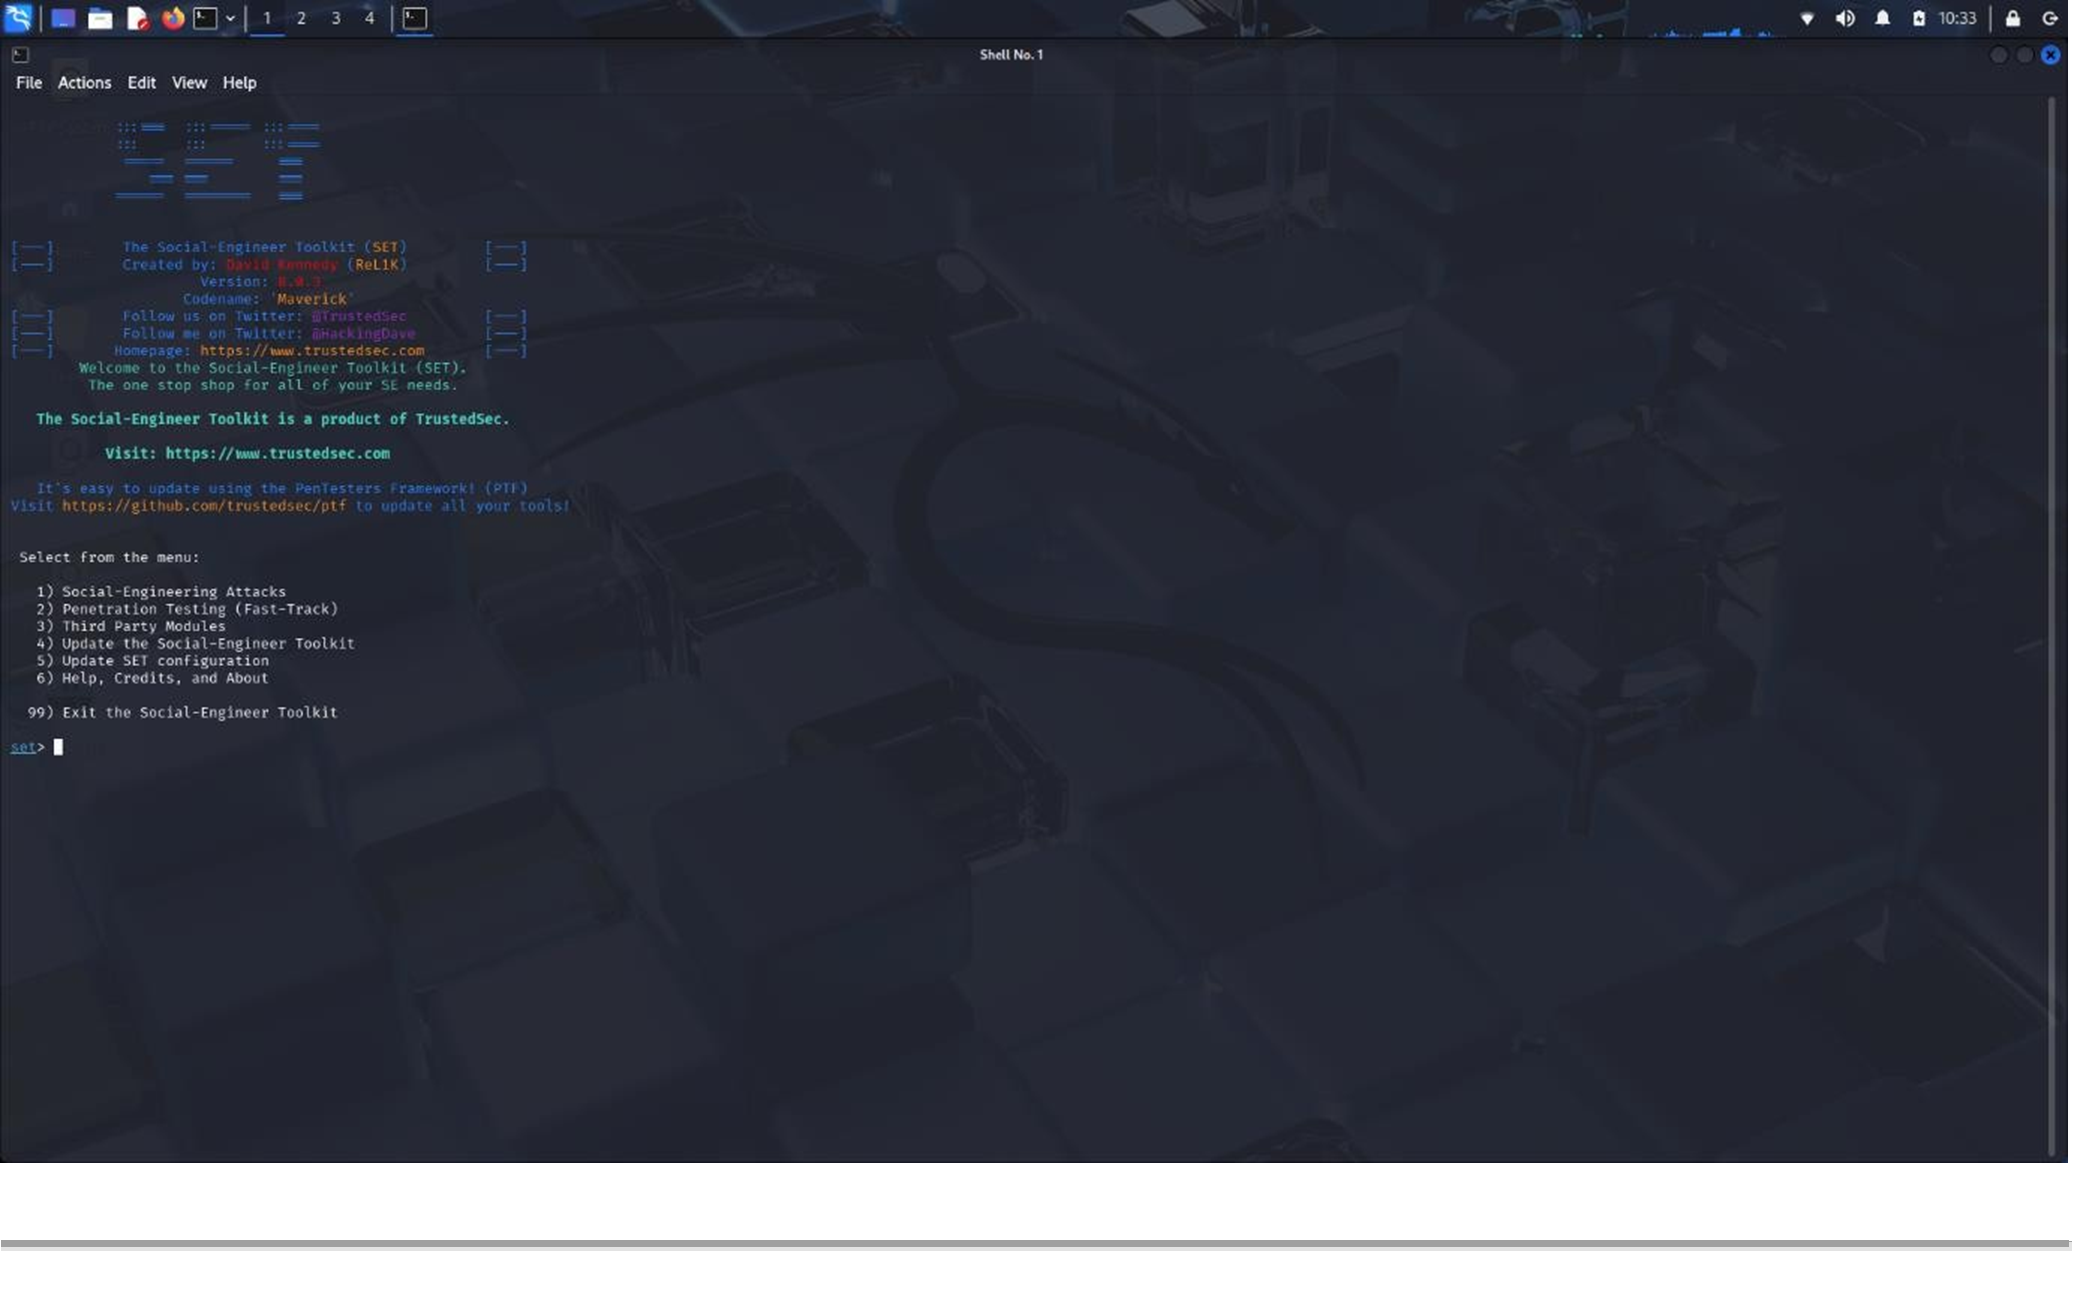 1 2 3 4 10:33
Shell No. 1
File Actions Edit View Help
[---] The Social-Engineer Toolkit (SET) [---]
[---] Created by: David Kennedy (ReL1K) [---]
Version: 8.0.3
Codename: 'Maverick'
[---] Follow us on Twitter: @TrustedSec [---]
[---] Follow me on Twitter: @HackingDave [---]
[---] Homepage: https://www.trustedsec.com [---]
Welcome to the Social-Engineer Toolkit (SET).
The one stop shop for all of your SE needs.
The Social-Engineer Toolkit is a product of TrustedSec.
Visit: https://www.trustedsec.com
It's easy to update using the PenTesters Framework! (PTF)
Visit https://github.com/trustedsec/ptf to update all your tools!
Select from the menu:
1) Social-Engineering Attacks
2) Penetration Testing (Fast-Track)
3) Third Party Modules
4) Update the Social-Engineer Toolkit
5) Update SET configuration
6) Help, Credits, and About
99) Exit the Social-Engineer Toolkit
set>